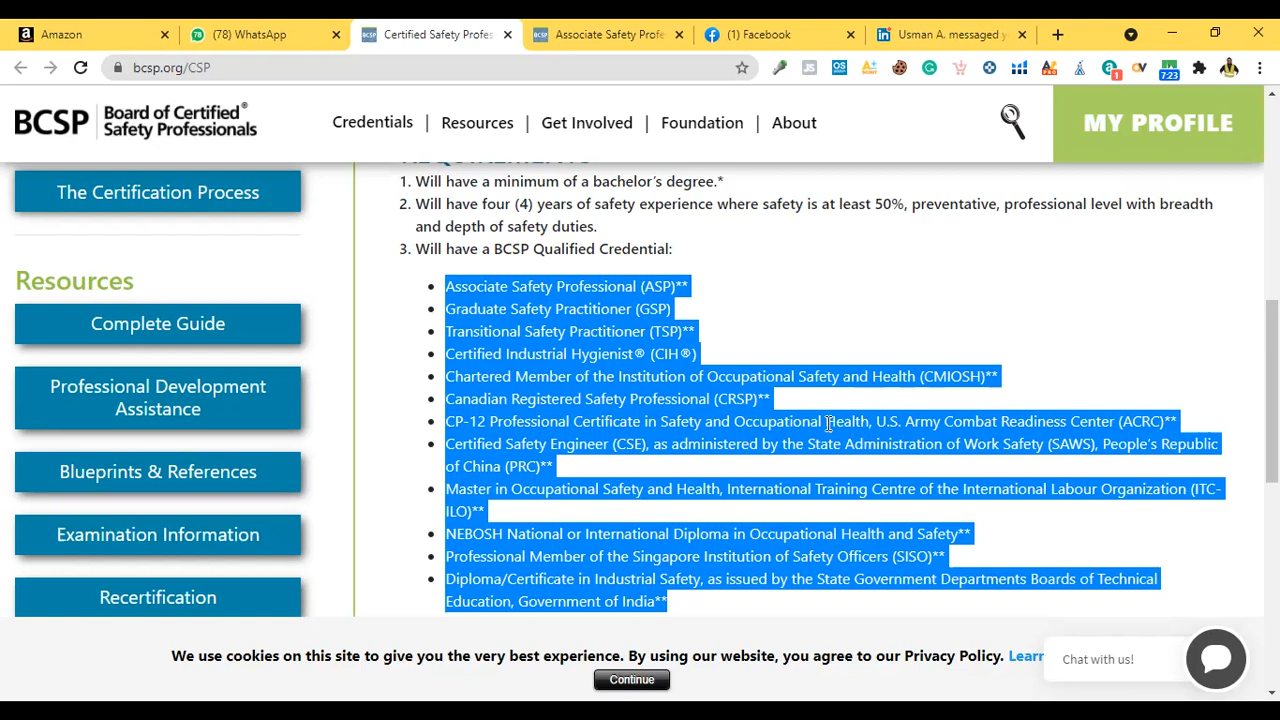 Amazon
(78) WhatsApp
Certified Safety Profes
Associate Safety Profe
(1) Facebook
Usman A. messaged y
bcsp.org/CSP
1
7:23
BCSP
Board of Certified®
Safety Professionals
Credentials | Resources | Get Involved | Foundation | About
MY PROFILE
REQUIREMENTS
The Certification Process
Resources
Complete Guide
Professional Development
Assistance
Blueprints & References
Examination Information
Recertification
1. Will have a minimum of a bachelor's degree.*
2. Will have four (4) years of safety experience where safety is at least 50%, preventative, professional level with breadth
and depth of safety duties.
3. Will have a BCSP Qualified Credential:
• Associate Safety Professional (ASP)**
• Graduate Safety Practitioner (GSP)
• Transitional Safety Practitioner (TSP)**
• Certified Industrial Hygienist® (CIH®)
• Chartered Member of the Institution of Occupational Safety and Health (CMIOSH)**
• Canadian Registered Safety Professional (CRSP)**
• CP-12 Professional Certificate in Safety and Occupational Health, U.S. Army Combat Readiness Center (ACRC)**
• Certified Safety Engineer (CSE), as administered by the State Administration of Work Safety (SAWS), People's Republic
of China (PRC)**
• Master in Occupational Safety and Health, International Training Centre of the International Labour Organization (ITC-
ILO)**
• NEBOSH National or International Diploma in Occupational Health and Safety**
• Professional Member of the Singapore Institution of Safety Officers (SISO)**
• Diploma/Certificate in Industrial Safety, as issued by the State Government Departments Boards of Technical
Education, Government of India**
We use cookies on this site to give you the very best experience. By using our website, you agree to our Privacy Policy. Learn
Continue
Chat with us!